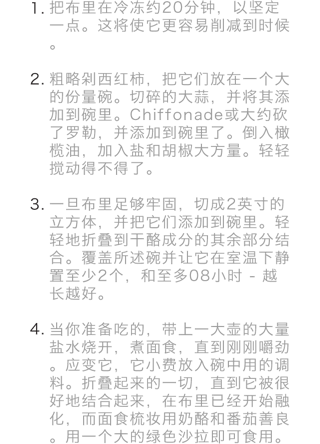 1. 把布里在冷冻约20分钟，以坚定
一点。这将使它更容易削减到时候
。
2. 粗略剁西红柿，把它们放在一个大
的份量碗。切碎的大蒜，并将其添
加到碗里。Chiffonade或大约砍
了罗勒，并添加到碗里了。倒入橄
榄油，加入盐和胡椒大方量。轻轻
搅动得不得了。
3. 一旦布里足够牢固，切成2英寸的
立方体，并把它们添加到碗里。轻
轻地折叠到干酪成分的其余部分结
合。覆盖所述碗并让它在室温下静
置至少2个，和至多08小时 - 越
长越好。
4. 当你准备吃的，带上一大壶的大量
盐水烧开，煮面食，直到刚刚嚼劲
。应变它，它小费放入碗中用的调
料。折叠起来的一切，直到它被很
好地结合起来，在布里已经开始融
化，而面食梳妆用奶酪和番茄善良
。用一个大的绿色沙拉即可食用。